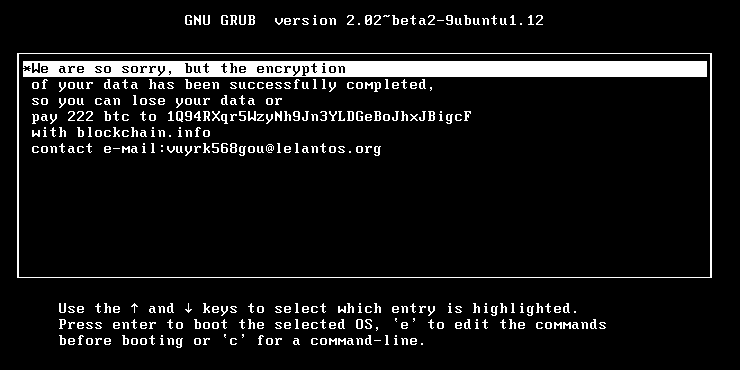 GNU GRUB version 2.02~beta2-9ubuntu1.12
*We are so sorry, but the encryption
of your data has been successfully completed,
so you can lose your data or
pay 222 btc to 1Q94RXqr5WzyNh9Jn3YLDGeBoJhxJBigcF
with blockchain.info
contact e-mail:vuyrk568gou@lelantos.org
Use the ↑ and ↓ keys to select which entry is highlighted.
Press enter to boot the selected OS, `e' to edit the commands
before booting or `c' for a command-line.